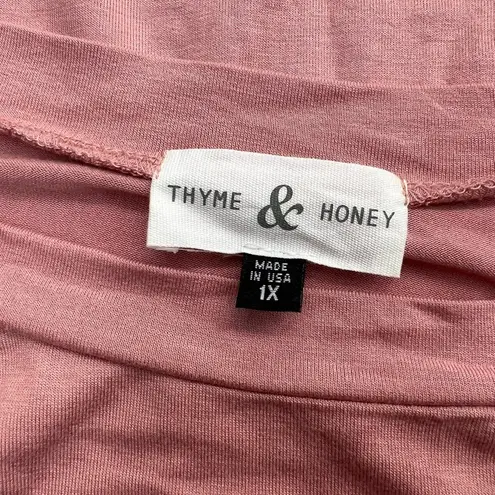 THYME & HONEY
MADE
IN USA
1X